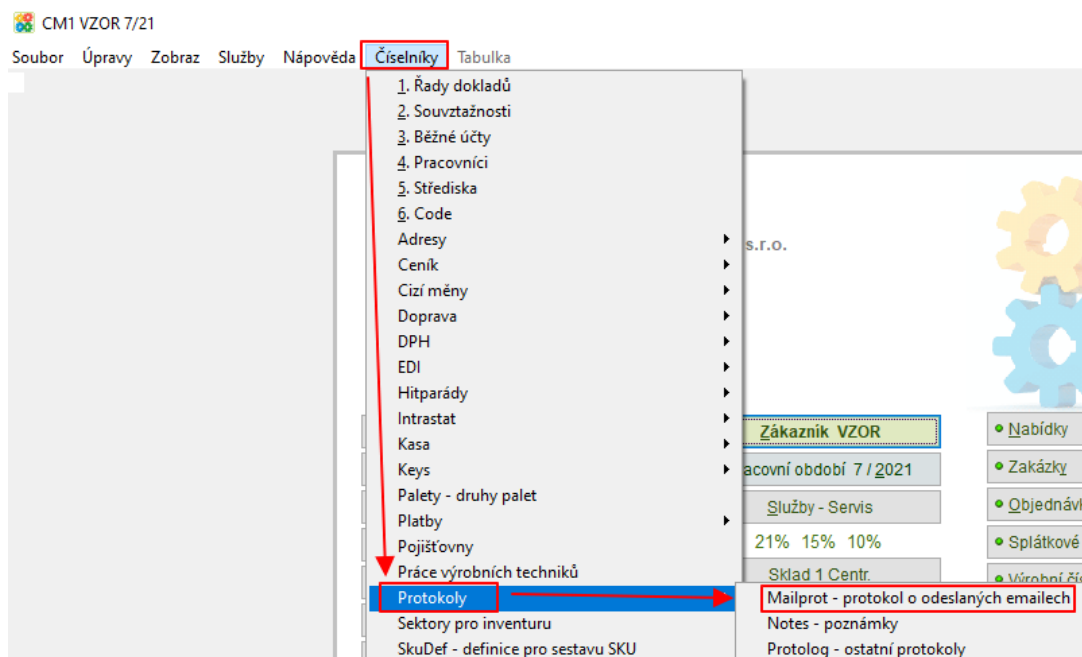 CM1 VZOR 7/21
Soubor Úpravy Zobraz Služby Nápověda Číselníky Tabulka
1. Řady dokladů
2. Souvztažnosti
3. Běžné účty
4. Pracovníci
5. Střediska
6. Code
Adresy
Ceník
Cizí měny
Doprava
DPH
EDI
Hitparády
Intrastat
Kasa
Keys
Palety - druhy palet
Platby
Pojišťovny
Práce výrobních techniků
Protokoly
Sektory pro inventuru
SkuDef - definice pro sestavu SKU
Mailprot - protokol o odeslaných emailech
Notes - poznámky
Protolog - ostatní protokoly
s.r.o.
Zákazník VZOR
acovní období 7 / 2021
Služby - Servis
21% 15% 10%
Sklad 1 Centr.
Nabídky
Zakázky
Objednáv
Splátkové
Výrobní čí